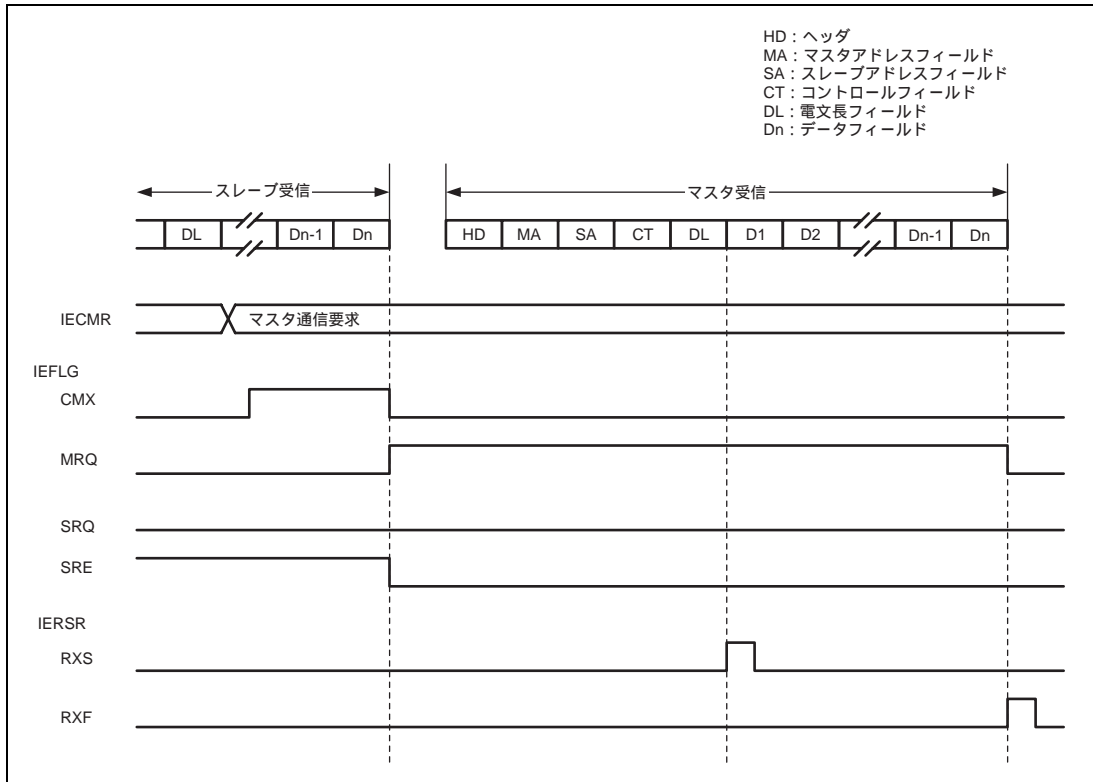 HD：ヘッダ
MA：マスタアドレスフィールド
SA：スレーブアドレスフィールド
CT：コントロールフィールド
DL：電文長フィールド
Dn：データフィールド
スレーブ受信 マスタ受信
DL Dn-1 Dn HD MA SA CT DL D1 D2 Dn-1 Dn
IECMR マスタ通信要求
IEFLG
CMX
MRQ
SRQ
SRE
IERSR
RXS
RXF